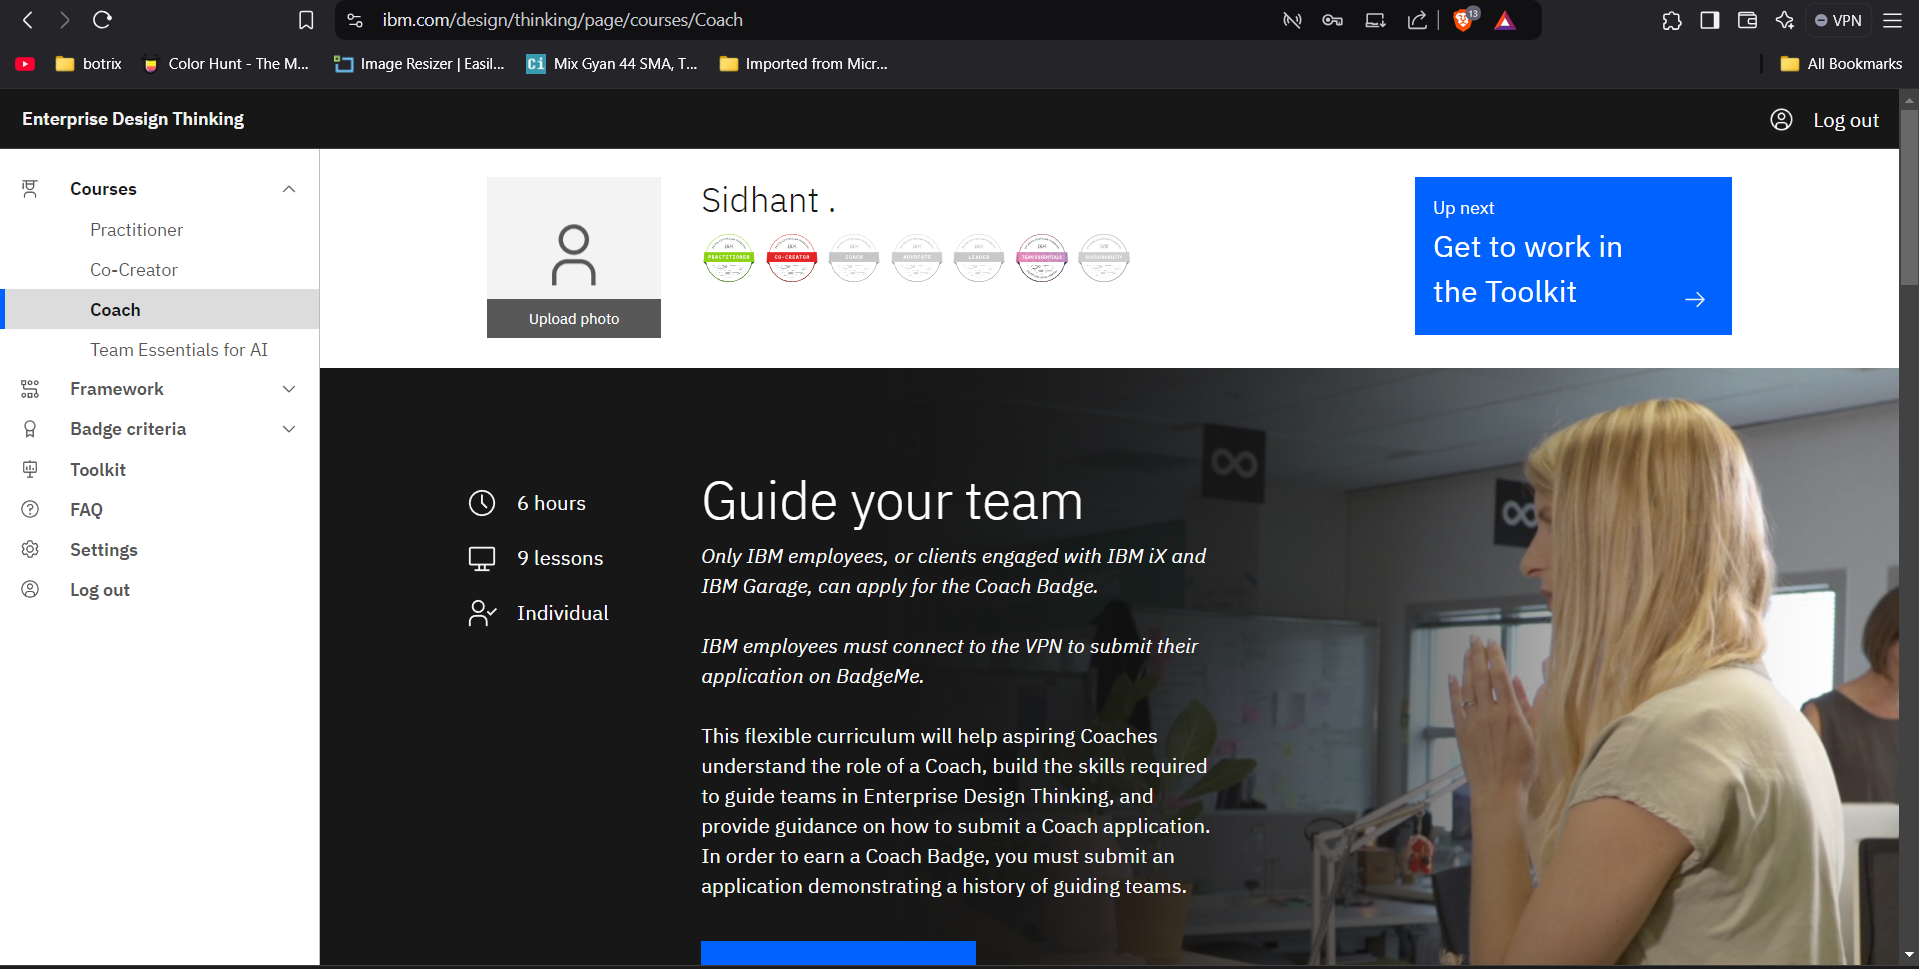 ibm.com/design/thinking/page/courses/Coach
13
VPN
botrix
Color Hunt - The M...
Image Resizer | Easil...
Ci
Mix Gyan 44 SMA, T...
Imported from Micr...
All Bookmarks
Enterprise Design Thinking
Log out
Courses
Practitioner
Co-Creator
Coach
Team Essentials for AI
Framework
Badge criteria
Toolkit
FAQ
Settings
Log out
Upload photo
Sidhant .
PRACTITIONER
CO-CREATOR
COACH
ADVOCATE
LEADER
TEAM ESSENTIALS
SUSTAINABILITY
Up next
Get to work in
the Toolkit
6 hours
9 lessons
Individual
Guide your team
Only IBM employees, or clients engaged with IBM iX and
IBM Garage, can apply for the Coach Badge.
IBM employees must connect to the VPN to submit their
application on BadgeMe.
This flexible curriculum will help aspiring Coaches
understand the role of a Coach, build the skills required
to guide teams in Enterprise Design Thinking, and
provide guidance on how to submit a Coach application.
In order to earn a Coach Badge, you must submit an
application demonstrating a history of guiding teams.